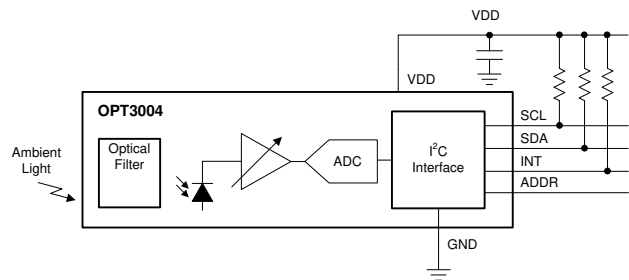 VDD
VDD
OPT3004
Ambient
Light
Optical
Filter
ADC
I²C
Interface
SCL
SDA
INT
ADDR
GND